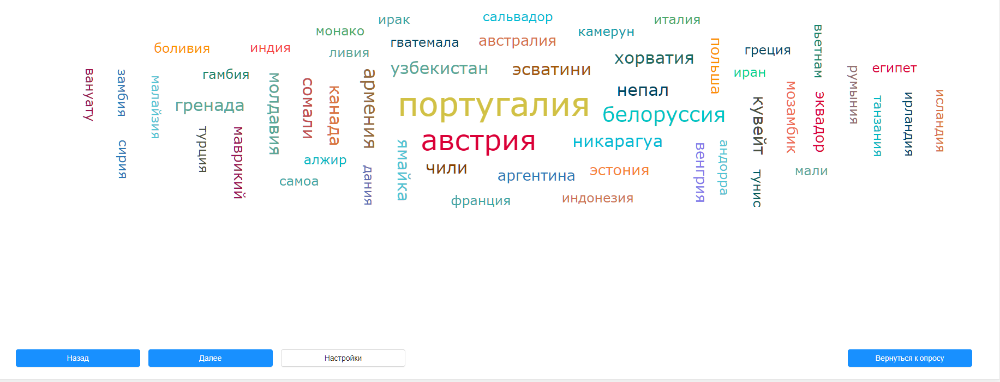 сальвадор
ирак
италия
монако
камерун
австралия
гватемала
боливия
индия
ливия
польша
греция
вьетнам
хорватия
узбекистан
эсватини
иран
египет
вануату
замбия
малайзия
гамбия
молдавия
сомали
канада
армения
непал
румыния
мозамбик
эквадор
гренада
португалия
белоруссия
кувейт
танзания
ирландия
исландия
сирия
турция
маврикий
австрия
никарагуа
ямайка
венгрия
андорра
алжир
чили
аргентина
эстония
мали
самоа
дания
тунис
франция
индонезия
Назад
Далее
Настройки
Вернуться к опросу